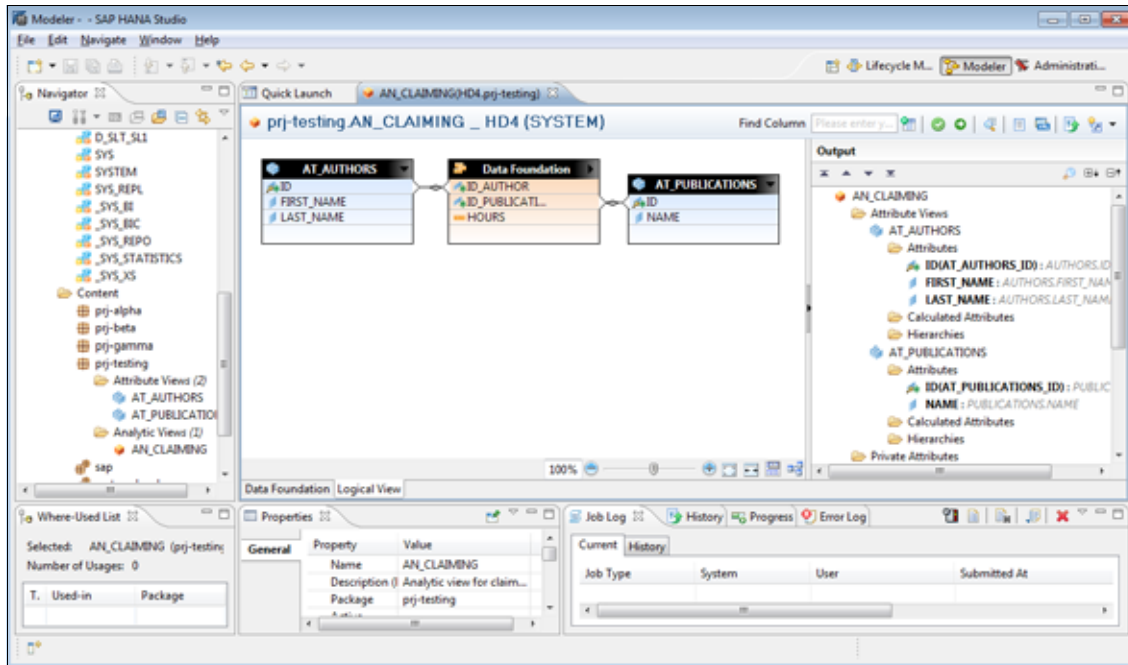 Modeler - - SAP HANA Studio
File Edit Navigate Window Help
Lifecycle M... Modeler Administrati...
Navigator
D_SLT_SL1
SYS
SYSTEM
SYS_REPL
_SYS_BI
_SYS_BIC
_SYS_REPO
_SYS_STATISTICS
_SYS_XS
Content
prj-alpha
prj-beta
prj-gamma
prj-testing
Attribute Views (2)
AT_AUTHORS
AT_PUBLICATIO
Analytic Views (1)
AN_CLAIMING
sap
Quick Launch AN_CLAIMING(HD4.prj-testing)
prj-testing.AN_CLAIMING _ HD4 (SYSTEM) Find Column Please enter y...
AT_AUTHORS
ID
FIRST_NAME
LAST_NAME
Data Foundation
ID_AUTHOR
ID_PUBLICATI...
HOURS
AT_PUBLICATIONS
ID
NAME
100%
Data Foundation Logical View
Output
AN_CLAIMING
Attribute Views
AT_AUTHORS
Attributes
ID(AT_AUTHORS_ID) : AUTHORS.ID
FIRST_NAME : AUTHORS.FIRST_NAM
LAST_NAME : AUTHORS.LAST_NAM
Calculated Attributes
Hierarchies
AT_PUBLICATIONS
Attributes
ID(AT_PUBLICATIONS_ID) : PUBLIC
NAME : PUBLICATIONS.NAME
Calculated Attributes
Hierarchies
Private Attributes
Where-Used List
Selected: AN_CLAIMING (prj-testing
Number of Usages: 0
T. Used-in Package
Properties
General
Property Value
Name AN_CLAIMING
Description ( Analytic view for claim...
Package prj-testing
Job Log History Progress Error Log
Current History
Job Type System User Submitted At